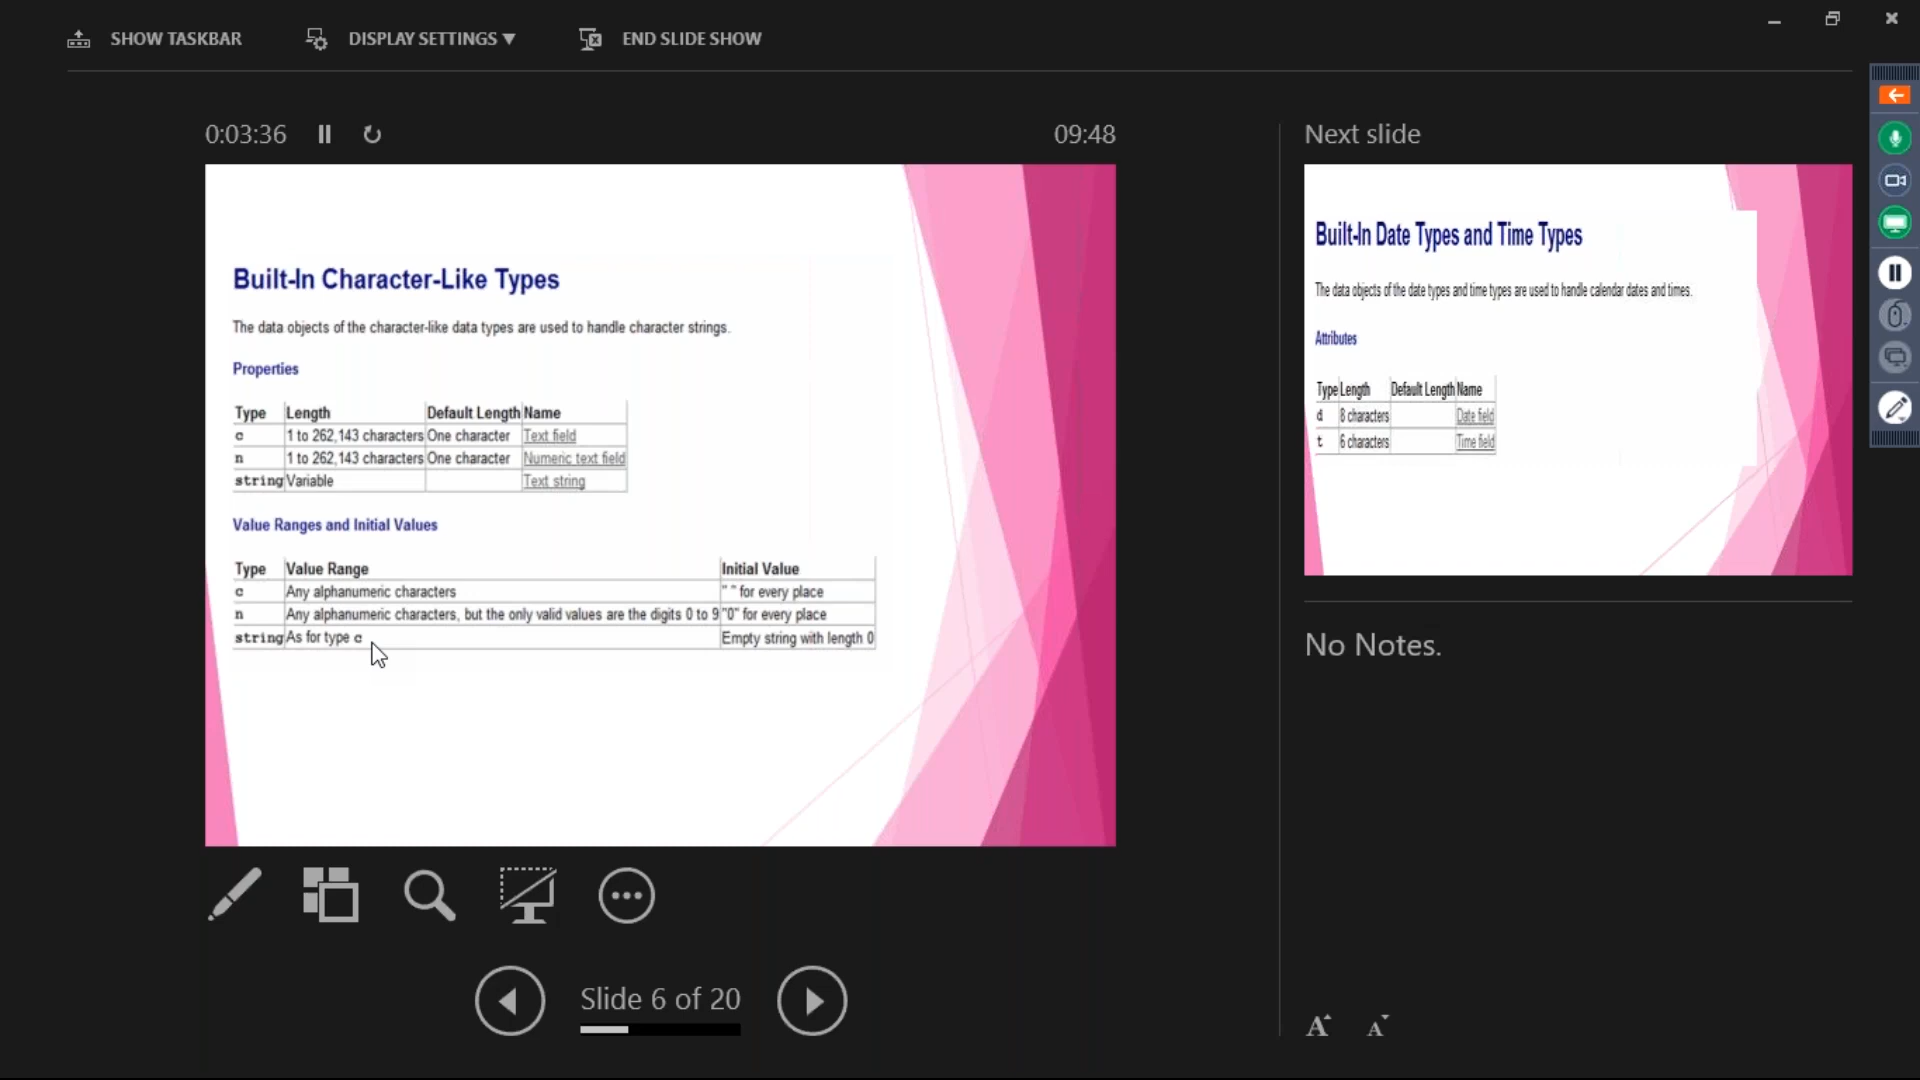 SHOW TASKBAR DISPLAY SETTINGS ▼ END SLIDE SHOW
0:03:36 09:48
Built-In Character-Like Types
The data objects of the character-like data types are used to handle character strings.
Properties
Type Length Default Length Name
c 1 to 262,143 characters One character Text field
n 1 to 262,143 characters One character Numeric text field
string Variable Text string
Value Ranges and Initial Values
Type Value Range Initial Value
c Any alphanumeric characters " " for every place
n Any alphanumeric characters, but the only valid values are the digits 0 to 9 "0" for every place
string As for type c Empty string with length 0
Slide 6 of 20
Next slide
Built-In Date Types and Time Types
The data objects of the date types and time types are used to handle calendar dates and times.
Attributes
Type Length Default Length Name
d 8 characters Date field
t 6 characters Time field
No Notes.
A A